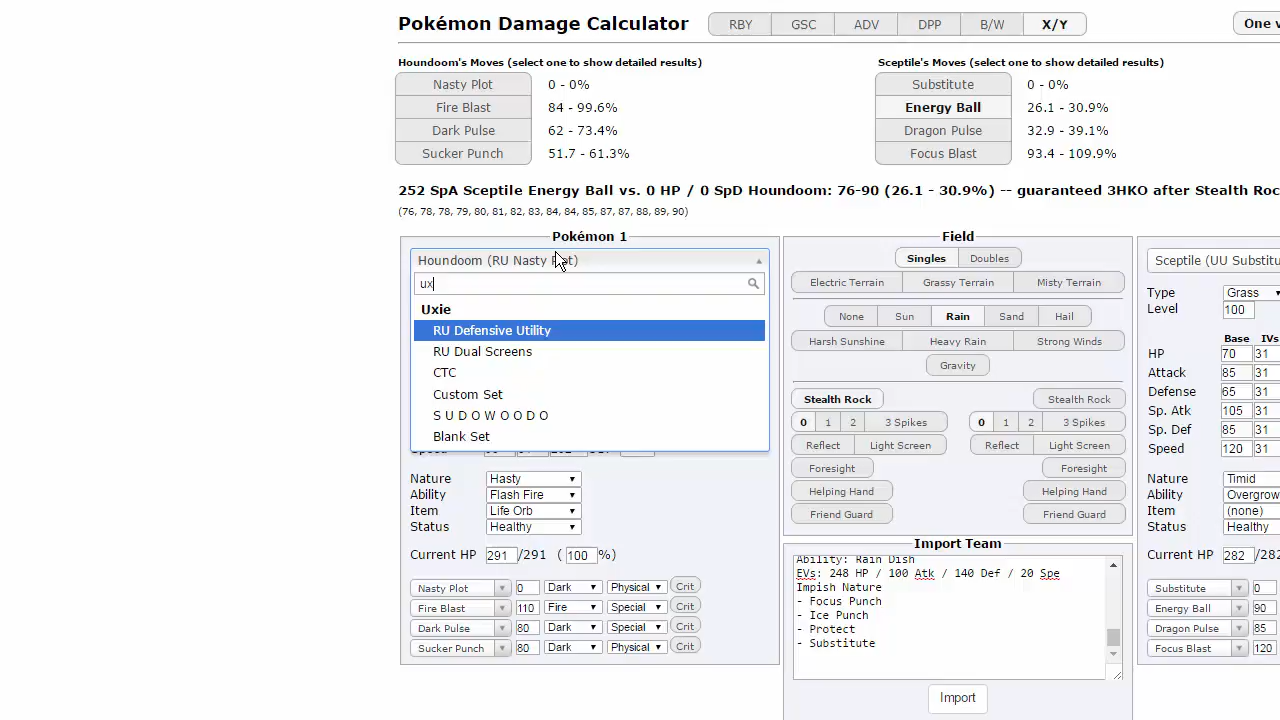 Pokémon Damage Calculator RBY GSC ADV DPP B/W X/Y One v
Houndoom's Moves (select one to show detailed results) Sceptile's Moves (select one to show detailed results)
Nasty Plot 0 - 0% Substitute 0 - 0%
Fire Blast 84 - 99.6% Energy Ball 26.1 - 30.9%
Dark Pulse 62 - 73.4% Dragon Pulse 32.9 - 39.1%
Sucker Punch 51.7 - 61.3% Focus Blast 93.4 - 109.9%
252 SpA Sceptile Energy Ball vs. 0 HP / 0 SpD Houndoom: 76-90 (26.1 - 30.9%) -- guaranteed 3HKO after Stealth Roc
(76, 78, 78, 79, 80, 81, 82, 83, 84, 84, 85, 87, 87, 88, 89, 90)
Pokémon 1
Houndoom (RU Nasty Plot)
ux
Uxie
RU Defensive Utility
RU Dual Screens
CTC
Custom Set
S U D O W O O D O
Blank Set
Nature Hasty
Ability Flash Fire
Item Life Orb
Status Healthy
Current HP 291/291 (100%)
Nasty Plot 0 Dark Physical Crit
Fire Blast 110 Fire Special Crit
Dark Pulse 80 Dark Special Crit
Sucker Punch 80 Dark Physical Crit
Field
Singles Doubles
Electric Terrain Grassy Terrain Misty Terrain
None Sun Rain Sand Hail
Harsh Sunshine Heavy Rain Strong Winds
Gravity
Stealth Rock Stealth Rock
0 1 2 3 Spikes 0 1 2 3 Spikes
Reflect Light Screen Reflect Light Screen
Foresight Foresight
Helping Hand Helping Hand
Friend Guard Friend Guard
Import Team
Ability: Rain Dish
EVs: 248 HP / 100 Atk / 140 Def / 20 Spe
Impish Nature
- Focus Punch
- Ice Punch
- Protect
- Substitute
Import
Sceptile (UU Substitu
Type Grass
Level 100
Base IVs
HP 70 31
Attack 85 31
Defense 65 31
Sp. Atk 105 31
Sp. Def 85 31
Speed 120 31
Nature Timid
Ability Overgrow
Item (none)
Status Healthy
Current HP 282/282
Substitute 0
Energy Ball 90
Dragon Pulse 85
Focus Blast 120